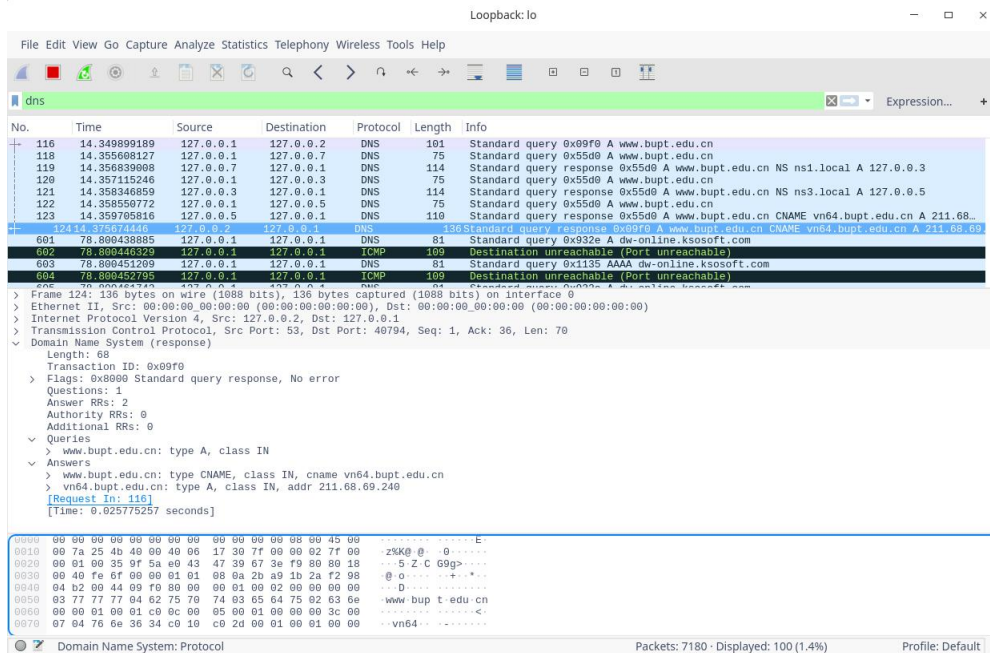 Loopback: lo
File Edit View Go Capture Analyze Statistics Telephony Wireless Tools Help
dns
Expression... +
No. Time Source Destination Protocol Length Info
116 14.349899189 127.0.0.1 127.0.0.2 DNS 101 Standard query 0x09f0 A www.bupt.edu.cn
118 14.355608127 127.0.0.1 127.0.0.7 DNS 75 Standard query 0x55d0 A www.bupt.edu.cn
119 14.356839008 127.0.0.7 127.0.0.1 DNS 114 Standard query response 0x55d0 A www.bupt.edu.cn NS ns1.local A 127.0.0.3
120 14.357115246 127.0.0.1 127.0.0.3 DNS 75 Standard query 0x55d0 A www.bupt.edu.cn
121 14.358346859 127.0.0.3 127.0.0.1 DNS 114 Standard query response 0x55d0 A www.bupt.edu.cn NS ns3.local A 127.0.0.5
122 14.358550772 127.0.0.1 127.0.0.5 DNS 75 Standard query 0x55d0 A www.bupt.edu.cn
123 14.359705816 127.0.0.5 127.0.0.1 DNS 110 Standard query response 0x55d0 A www.bupt.edu.cn CNAME vn64.bupt.edu.cn A 211.68…
124 14.375674446 127.0.0.2 127.0.0.1 DNS 136 Standard query response 0x09f0 A www.bupt.edu.cn CNAME vn64.bupt.edu.cn A 211.68.69.
601 78.800438885 127.0.0.1 127.0.0.1 DNS 81 Standard query 0x932e A dw-online.ksosoft.com
602 78.800446329 127.0.0.1 127.0.0.1 ICMP 109 Destination unreachable (Port unreachable)
603 78.800451209 127.0.0.1 127.0.0.1 DNS 81 Standard query 0x1135 AAAA dw-online.ksosoft.com
604 78.800452795 127.0.0.1 127.0.0.1 ICMP 109 Destination unreachable (Port unreachable)
Frame 124: 136 bytes on wire (1088 bits), 136 bytes captured (1088 bits) on interface 0
Ethernet II, Src: 00:00:00_00:00:00 (00:00:00:00:00:00), Dst: 00:00:00_00:00:00 (00:00:00:00:00:00)
Internet Protocol Version 4, Src: 127.0.0.2, Dst: 127.0.0.1
Transmission Control Protocol, Src Port: 53, Dst Port: 40794, Seq: 1, Ack: 36, Len: 70
Domain Name System (response)
Length: 68
Transaction ID: 0x09f0
Flags: 0x8000 Standard query response, No error
Questions: 1
Answer RRs: 2
Authority RRs: 0
Additional RRs: 0
Queries
www.bupt.edu.cn: type A, class IN
Answers
www.bupt.edu.cn: type CNAME, class IN, cname vn64.bupt.edu.cn
vn64.bupt.edu.cn: type A, class IN, addr 211.68.69.240
[Request In: 116]
[Time: 0.025775257 seconds]
0000 00 00 00 00 00 00 00 00 00 00 00 00 08 00 45 00 ········ ······E·
0010 00 7a 25 4b 40 00 40 06 17 30 7f 00 00 02 7f 00 ·z%K@·@· ·0······
0020 00 01 00 35 9f 5a e0 43 47 39 67 3e f9 80 80 18 ···5·Z·C G9g>····
0030 00 40 fe 6f 00 00 01 01 08 0a 2b a9 1b 2a f2 98 ·@·o···· ··+··*··
0040 04 b2 00 44 09 f0 80 00 00 01 00 02 00 00 00 00 ···D···· ········
0050 03 77 77 77 04 62 75 70 74 03 65 64 75 02 63 6e ·www·bup t·edu·cn
0060 00 00 01 00 01 c0 0c 00 05 00 01 00 00 00 3c 00 ········ ······<·
0070 07 04 76 6e 36 34 c0 10 c0 2d 00 01 00 01 00 00 ··vn64·· ·-······
Domain Name System: Protocol Packets: 7180 · Displayed: 100 (1.4%) Profile: Default